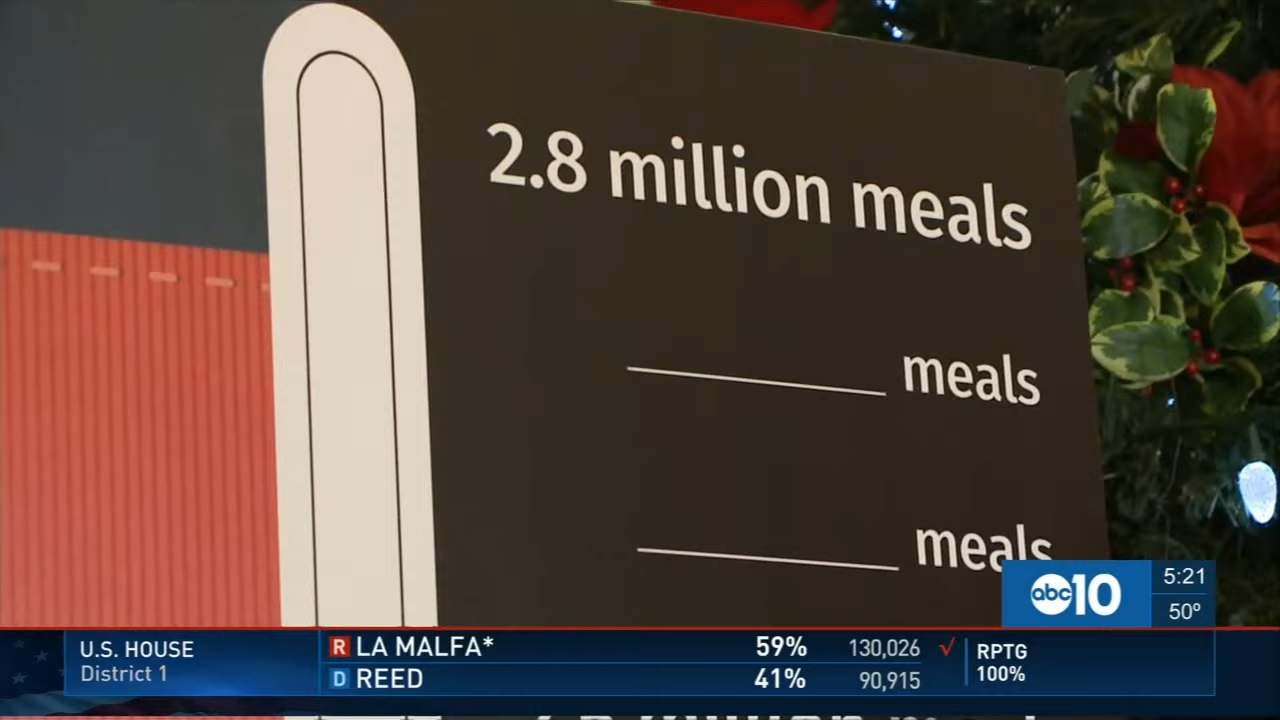 2.8 million meals
meals
meals
abc10
5:21
50º
U.S. HOUSE
District 1
R LA MALFA* 59% 130,026 ✓
D REED 41% 90,915
RPTG
100%